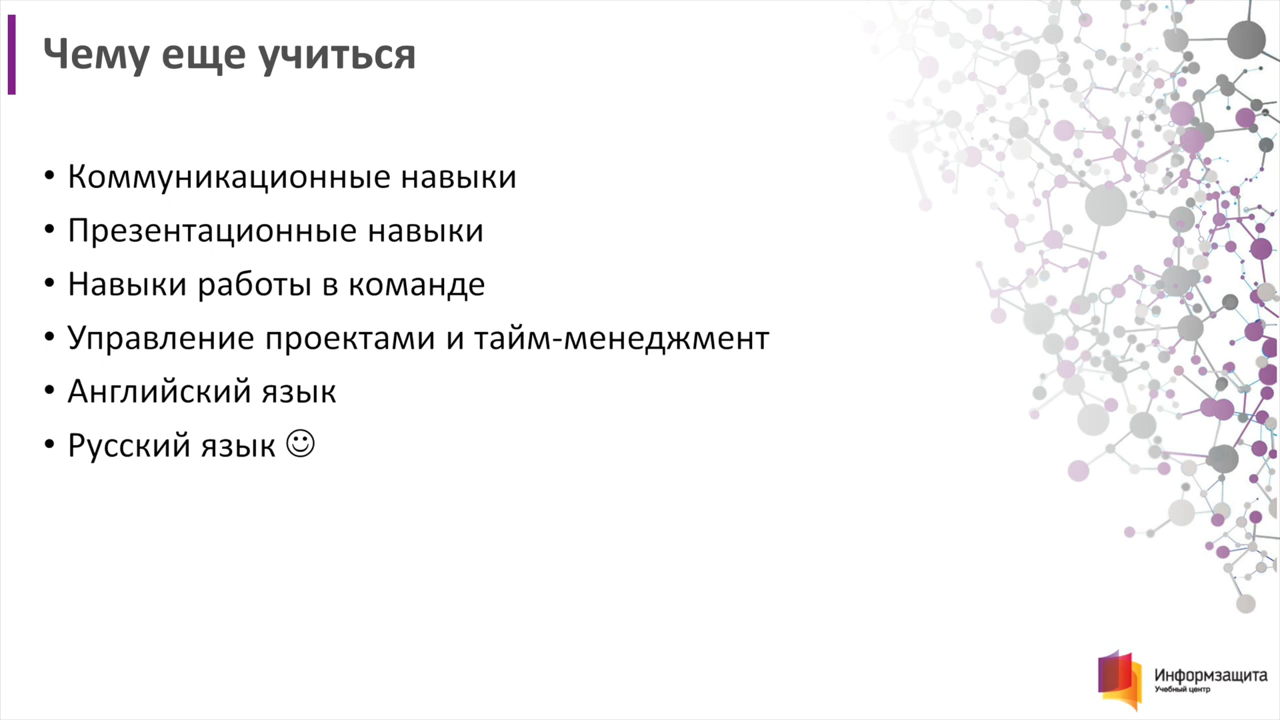 Чему еще учиться
• Коммуникационные навыки
• Презентационные навыки
• Навыки работы в команде
• Управление проектами и тайм-менеджмент
• Английский язык
• Русский язык ☺
Информзащита
Учебный центр